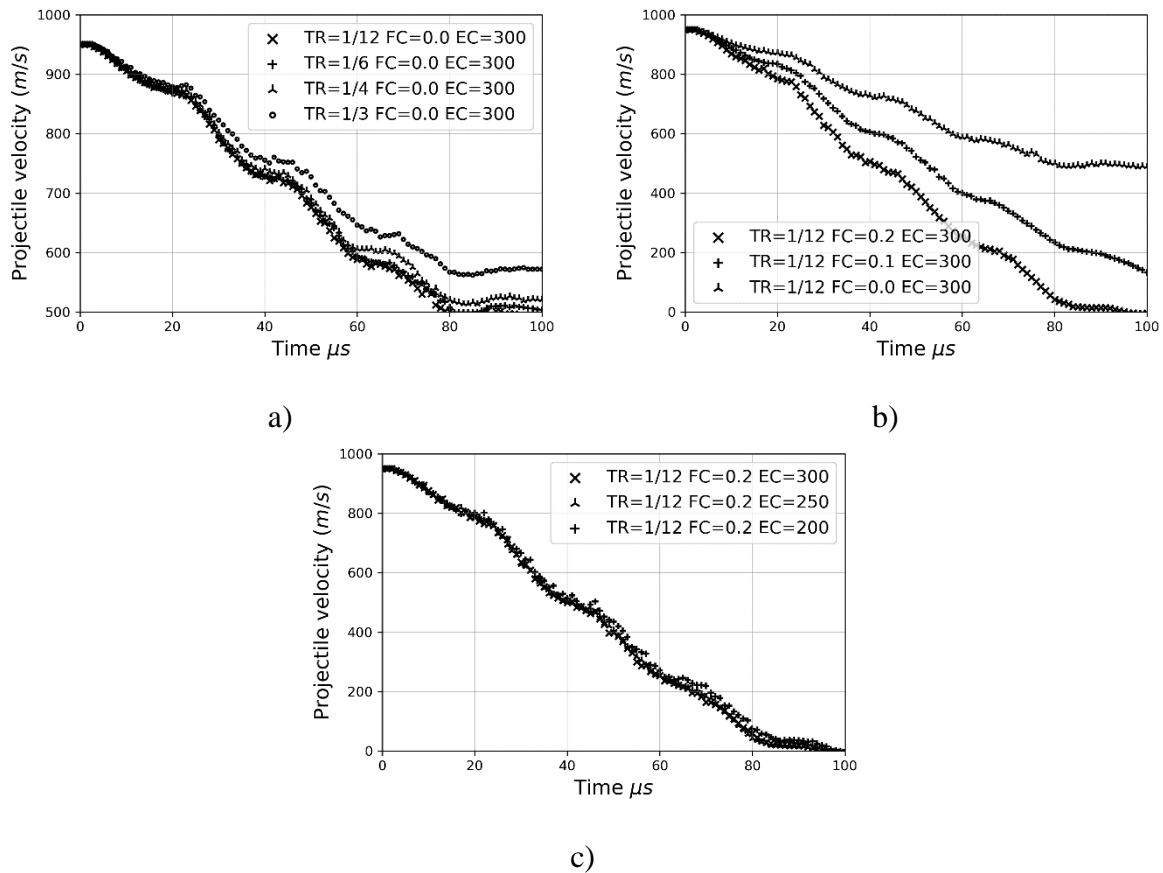 1000
900
800
700
600
500
Projectile velocity (m/s)
TR=1/12 FC=0.0 EC=300
TR=1/6 FC=0.0 EC=300
TR=1/4 FC=0.0 EC=300
TR=1/3 FC=0.0 EC=300
0 20 40 60 80 100
Time μs
a)
1000
800
600
400
200
0
Projectile velocity (m/s)
TR=1/12 FC=0.2 EC=300
TR=1/12 FC=0.1 EC=300
TR=1/12 FC=0.0 EC=300
0 20 40 60 80 100
Time μs
b)
1000
800
600
400
200
0
Projectile velocity (m/s)
TR=1/12 FC=0.2 EC=300
TR=1/12 FC=0.2 EC=250
TR=1/12 FC=0.2 EC=200
0 20 40 60 80 100
Time μs
c)